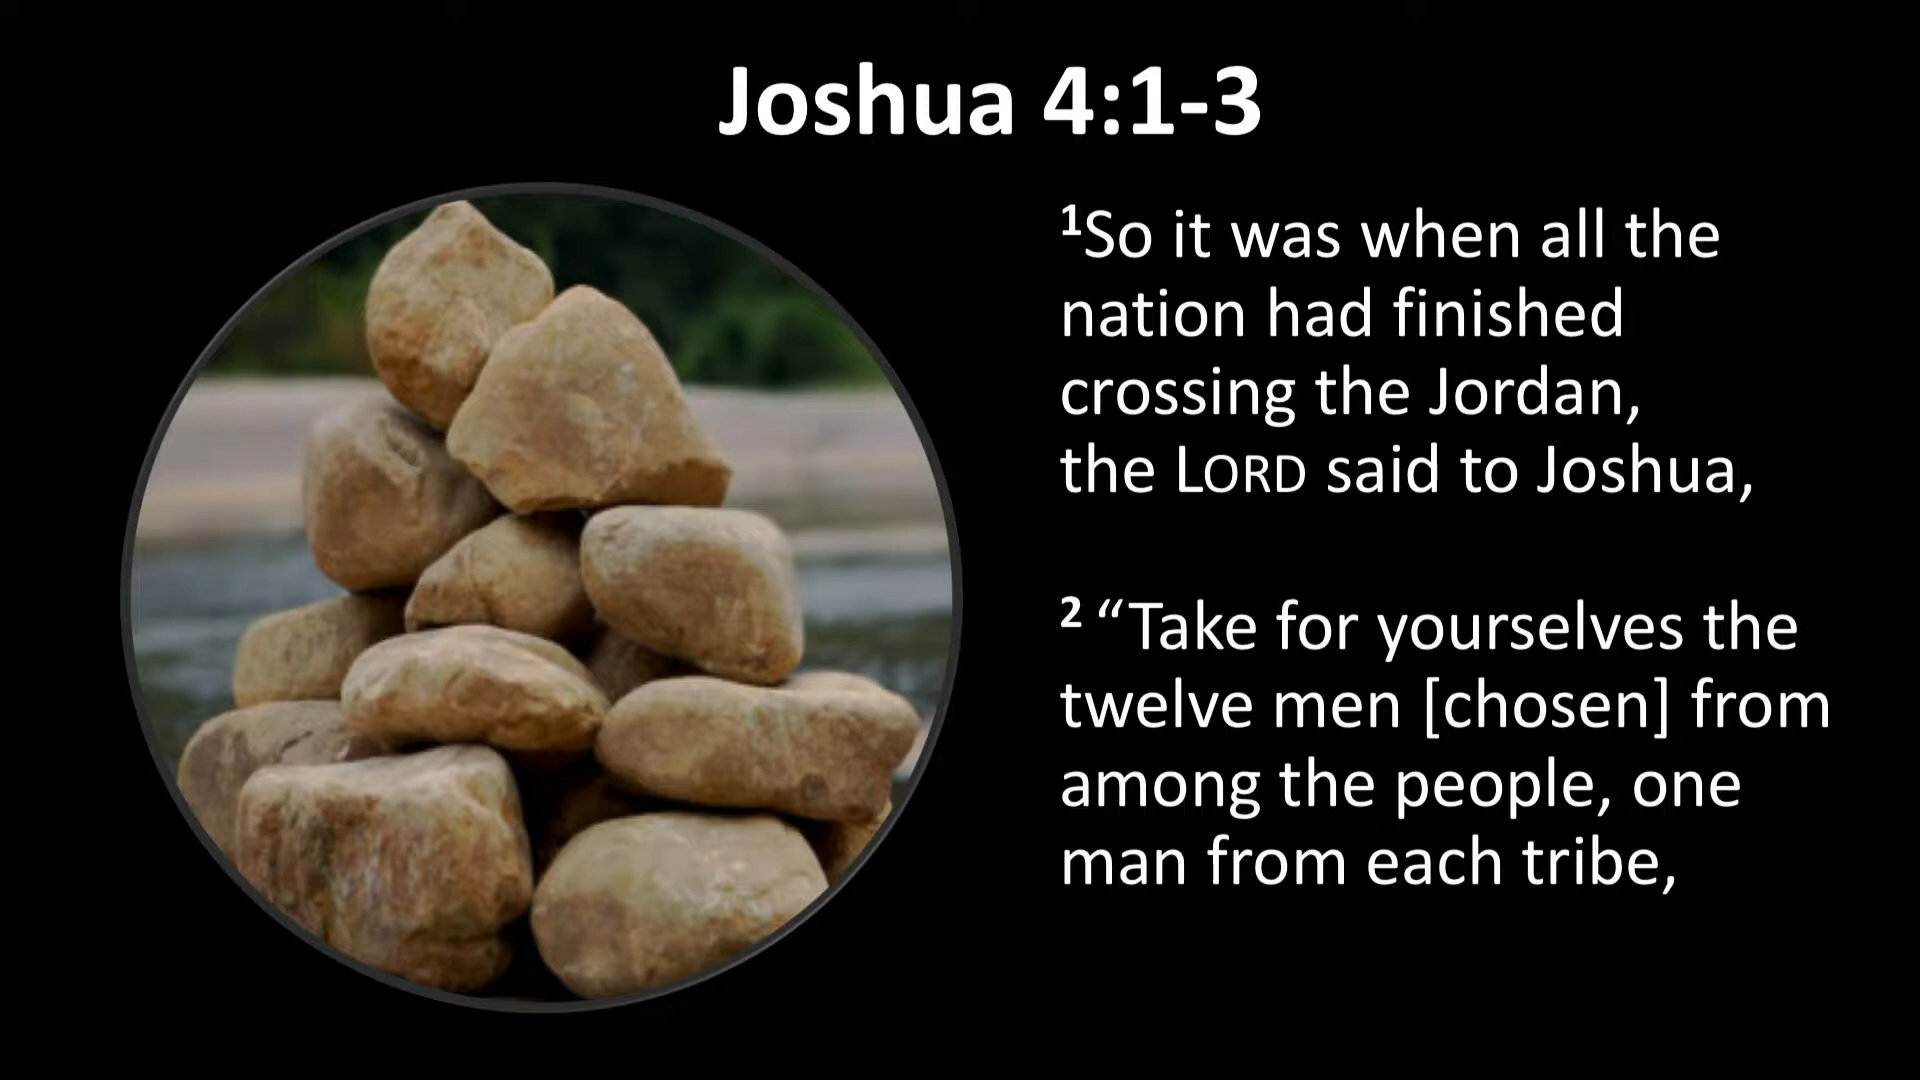 Joshua 4:1-3
¹So it was when all the
nation had finished
crossing the Jordan,
the LORD said to Joshua,
² “Take for yourselves the
twelve men [chosen] from
among the people, one
man from each tribe,